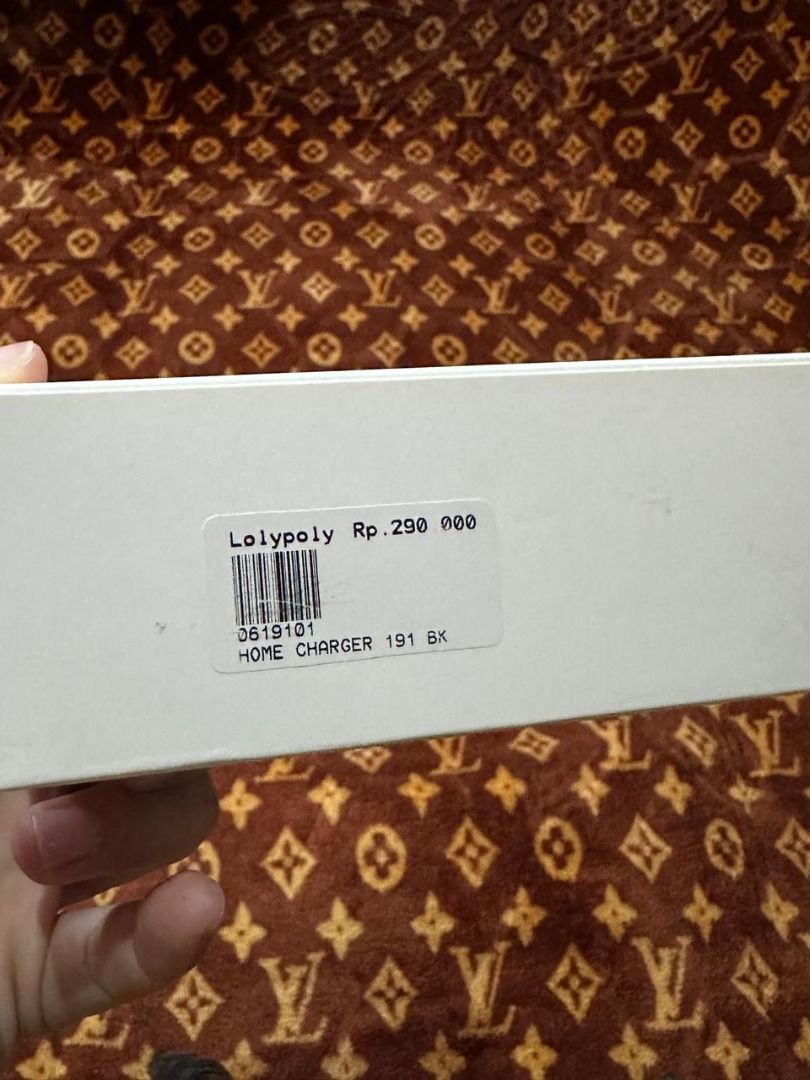 Lolypoly Rp.290 000
0619101
HOME CHARGER 191 BK